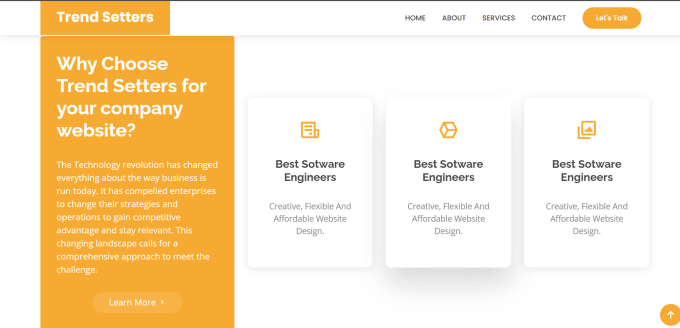 Trend Setters
HOME
ABOUT
SERVICES
CONTACT
Let's Talk
Why Choose
Trend Setters for
your company
website?
The Technology revolution has changed
everything about the way business is
run today. It has compelled enterprises
to change their strategies and
operations to gain competitive
advantage and stay relevant. This
changing landscape calls for a
comprehensive approach to meet the
challenge.
Learn More
Best Sotware
Engineers
Creative, Flexible And
Affordable Website
Design.
Best Sotware
Engineers
Creative, Flexible And
Affordable Website
Design.
Best Sotware
Engineers
Creative, Flexible And
Affordable Website
Design.